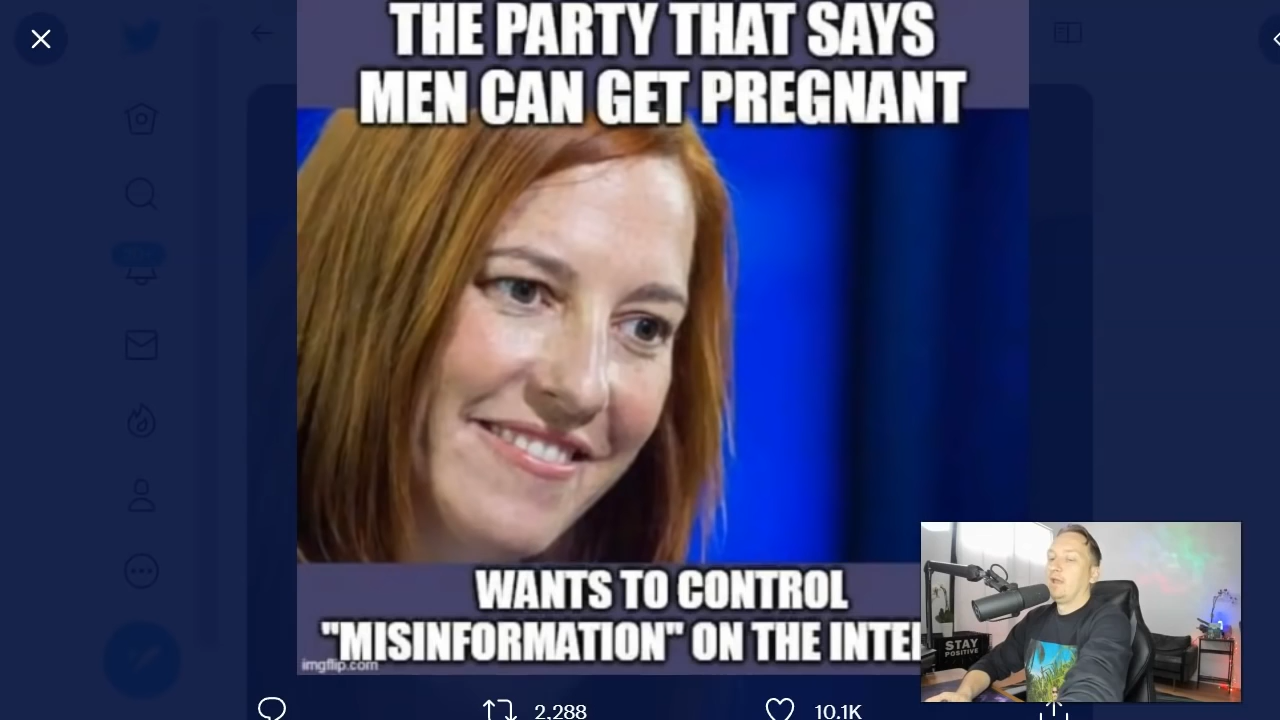 THE PARTY THAT SAYS
MEN CAN GET PREGNANT
WANTS TO CONTROL
"MISINFORMATION" ON THE
imgflip.com
STAY
POSITIVE
2,288
10.1K